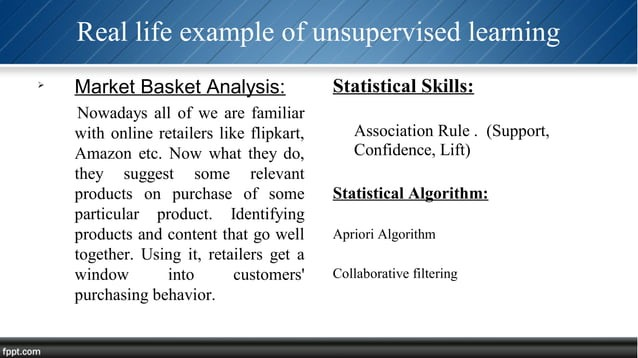 Real life example of unsupervised learning
Market Basket Analysis:
Nowadays all of we are familiar
with online retailers like flipkart,
Amazon etc. Now what they do,
they suggest some relevant
products on purchase of some
particular product. Identifying
products and content that go well
together. Using it, retailers get a
window into customers'
purchasing behavior.
Statistical Skills:
Association Rule . (Support,
Confidence, Lift)
Statistical Algorithm:
Apriori Algorithm
Collaborative filtering
fppt.com